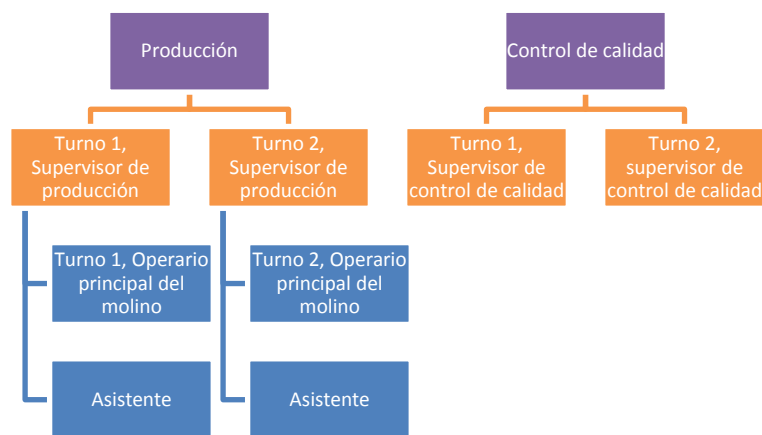 Producción
Control de calidad
Turno 1,
Supervisor de
producción
Turno 2,
Supervisor de
producción
Turno 1,
Supervisor de
control de calidad
Turno 2,
supervisor de
control de calidad
Turno 1, Operario
principal del
molino
Turno 2, Operario
principal del
molino
Asistente
Asistente